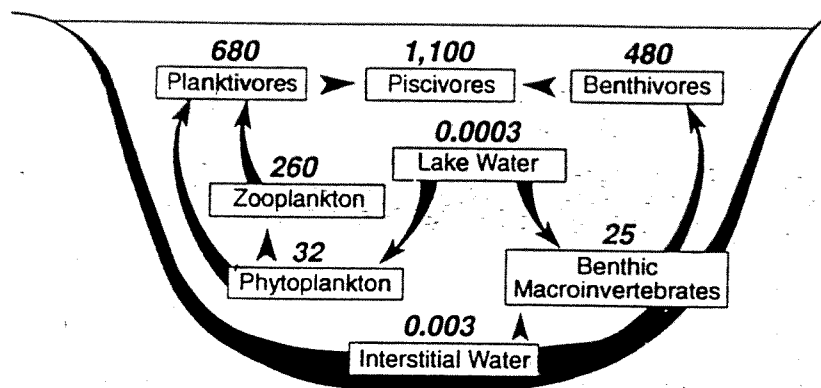 680
Planktivores
1,100
Piscivores
480
Benthivores
0.0003
Lake Water
260
Zooplankton
32
Phytoplankton
25
Benthic
Macroinvertebrates
0.003
Interstitial Water